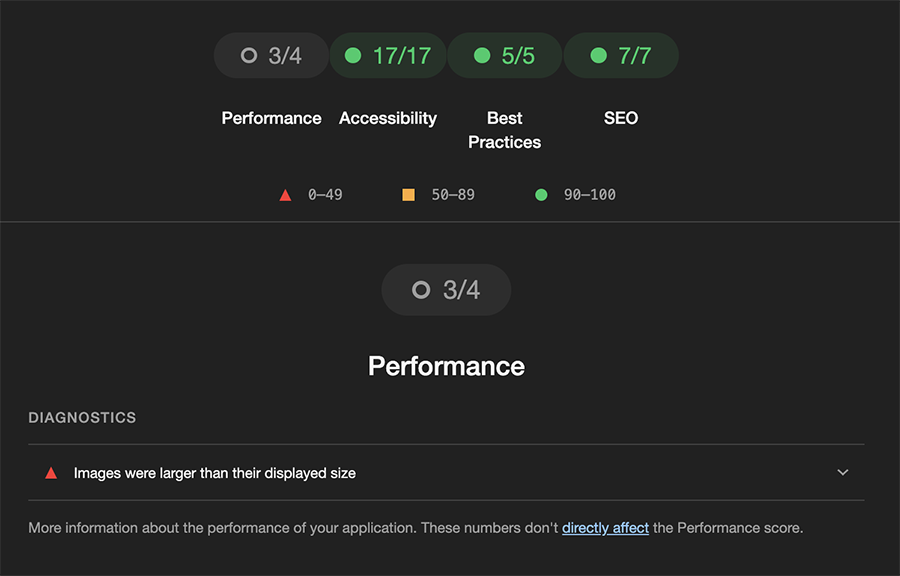 3/4 17/17 5/5 7/7
Performance Accessibility Best Practices SEO
0–49 50–89 90–100
3/4
Performance
DIAGNOSTICS
Images were larger than their displayed size
More information about the performance of your application. These numbers don't directly affect the Performance score.